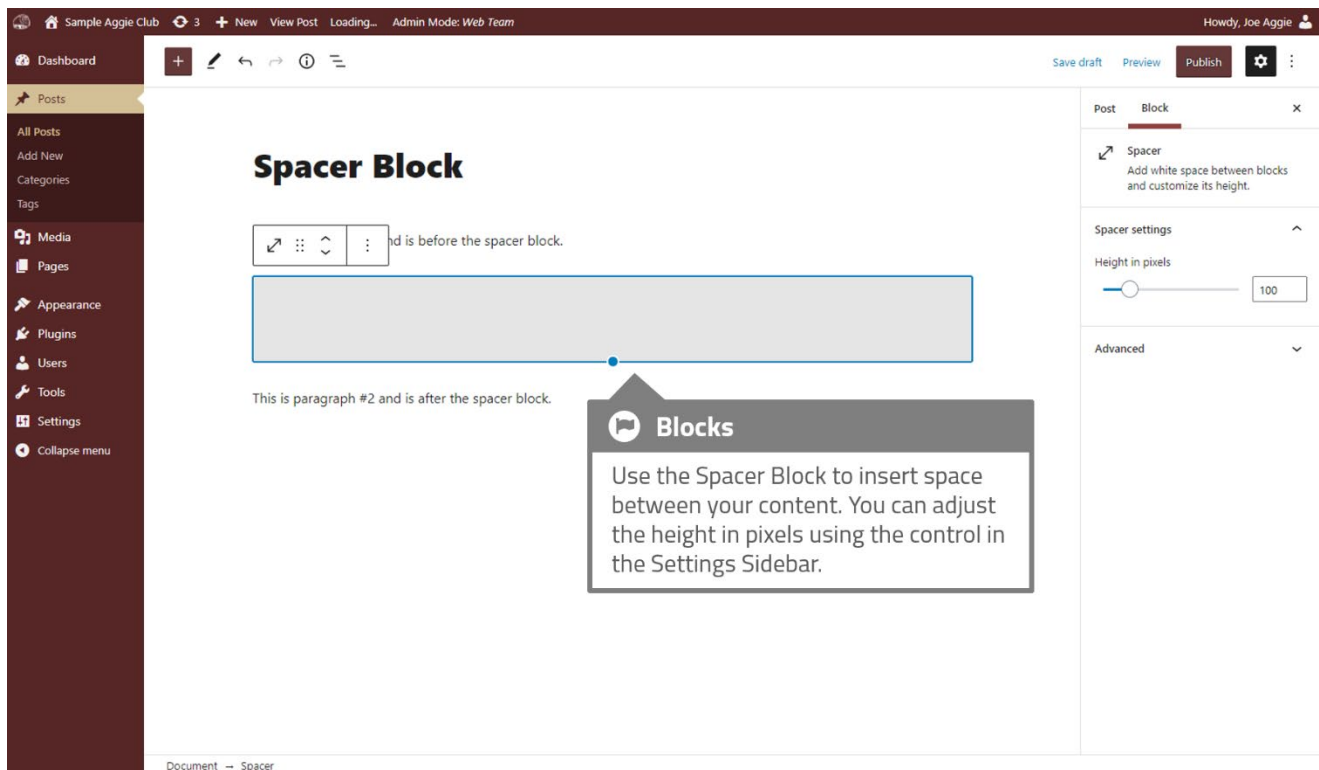 Sample Aggie Club 3 New View Post Loading... Admin Mode: Web Team Howdy, Joe Aggie
Dashboard
Posts
All Posts
Add New
Categories
Tags
Media
Pages
Appearance
Plugins
Users
Tools
Settings
Collapse menu
Save draft Preview Publish
Spacer Block
nd is before the spacer block.
This is paragraph #2 and is after the spacer block.
Blocks
Use the Spacer Block to insert space
between your content. You can adjust
the height in pixels using the control in
the Settings Sidebar.
Post Block
Spacer
Add white space between blocks
and customize its height.
Spacer settings
Height in pixels
100
Advanced
Document → Spacer